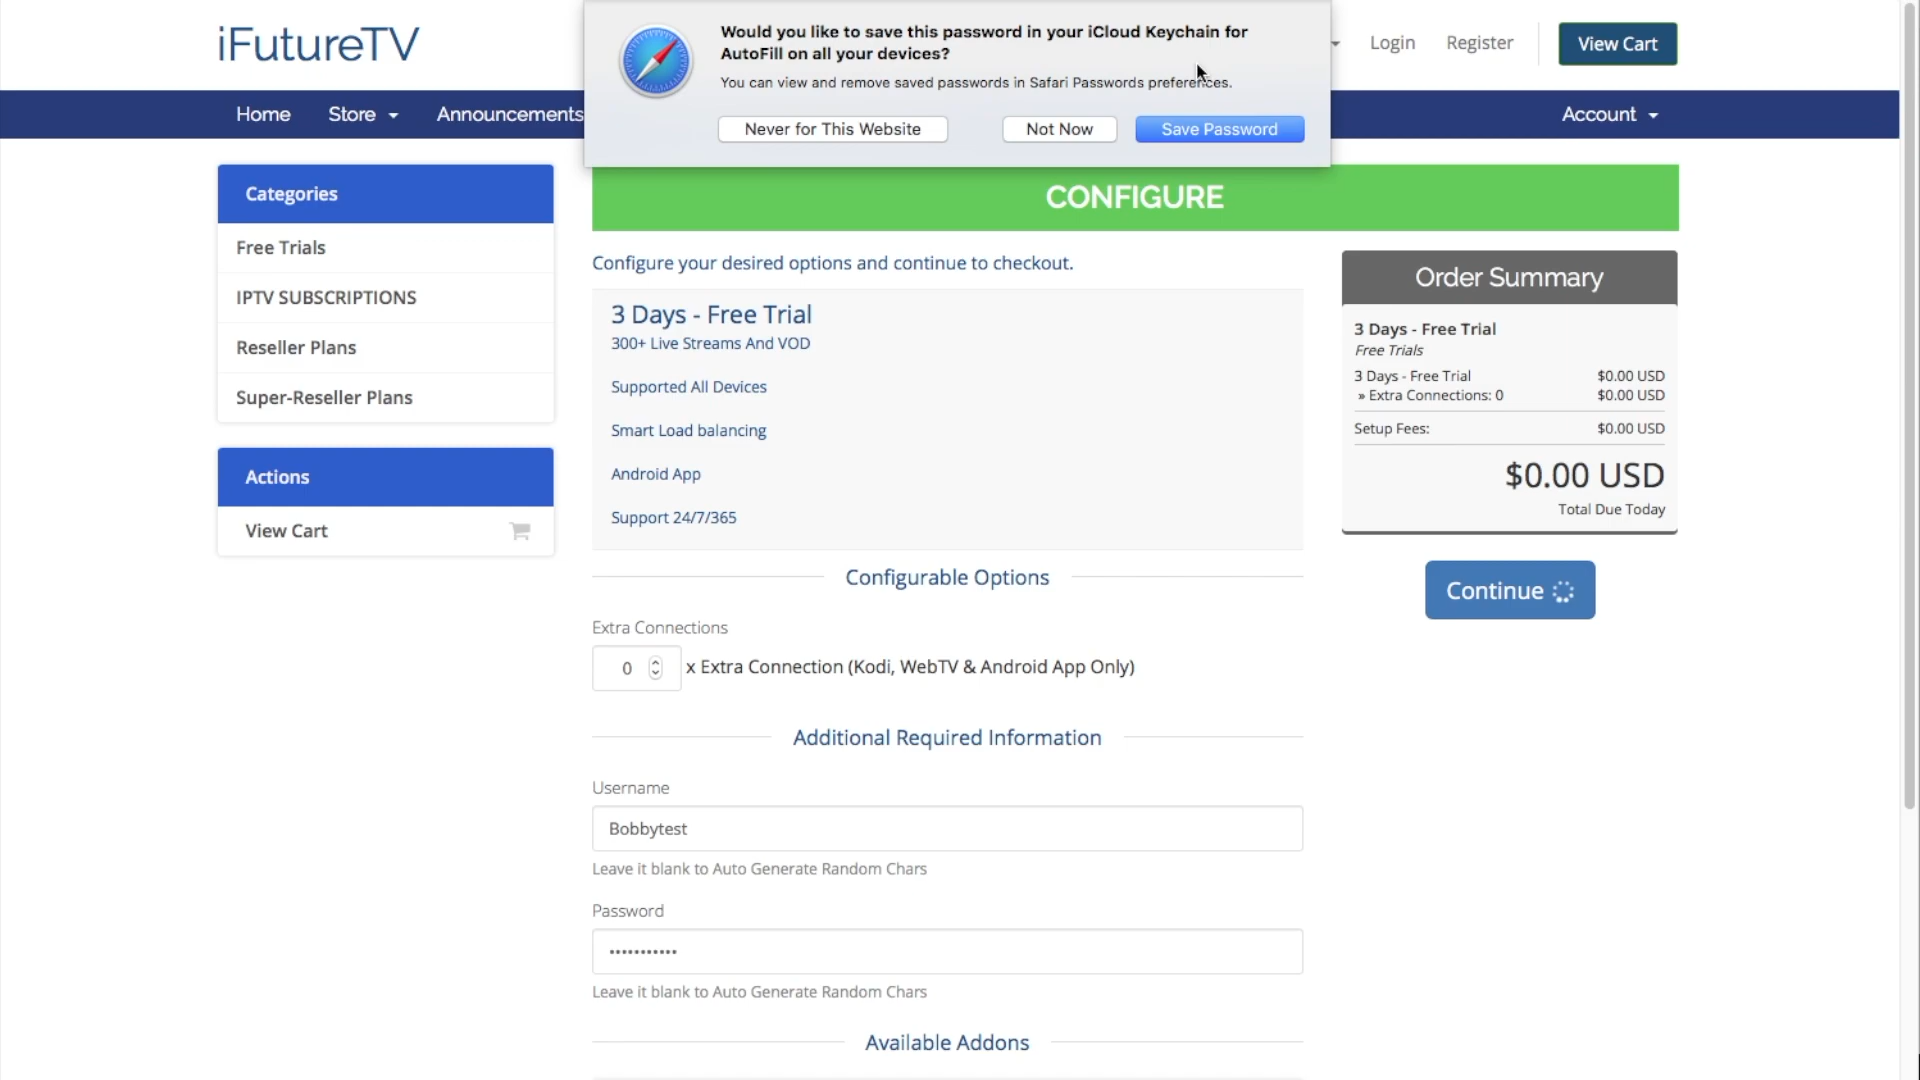 iFutureTV
Would you like to save this password in your iCloud Keychain for
AutoFill on all your devices?
You can view and remove saved passwords in Safari Passwords preferences.
Never for This Website
Not Now
Save Password
Login
Register
View Cart
Home
Store
Announcements
Account
Categories
Free Trials
IPTV SUBSCRIPTIONS
Reseller Plans
Super-Reseller Plans
Actions
View Cart
CONFIGURE
Configure your desired options and continue to checkout.
3 Days - Free Trial
300+ Live Streams And VOD
Supported All Devices
Smart Load balancing
Android App
Support 24/7/365
Configurable Options
Extra Connections
0 x Extra Connection (Kodi, WebTV & Android App Only)
Additional Required Information
Username
Bobbytest
Leave it blank to Auto Generate Random Chars
Password
•••••••••••
Leave it blank to Auto Generate Random Chars
Available Addons
Order Summary
3 Days - Free Trial
Free Trials
3 Days - Free Trial $0.00 USD
» Extra Connections: 0 $0.00 USD
Setup Fees: $0.00 USD
$0.00 USD
Total Due Today
Continue